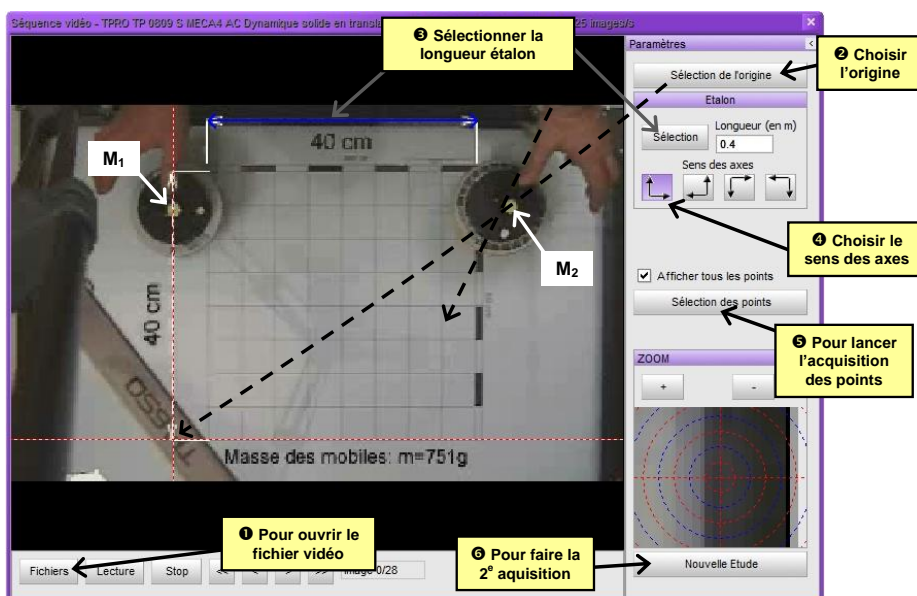 Séquence vidéo - TPRO TP 0809 S MECA4 AC Dynamique solide en transla
25 images/s
❸ Sélectionner la
longueur étalon
Paramètres
❷ Choisir
l'origine
Sélection de l'origine
Etalon
Sélection
Longueur (en m)
0.4
Sens des axes
40 cm
M₁
M₂
❹ Choisir le
sens des axes
Afficher tous les points
Sélection des points
40 cm
❺ Pour lancer
l'acquisition
des points
ZOOM
+
-
Masse des mobiles: m=751g
❶ Pour ouvrir le
fichier vidéo
❻ Pour faire la
2e aquisition
Fichiers
Lecture
Stop
<<
<
>
>>
Image 0/28
Nouvelle Etude